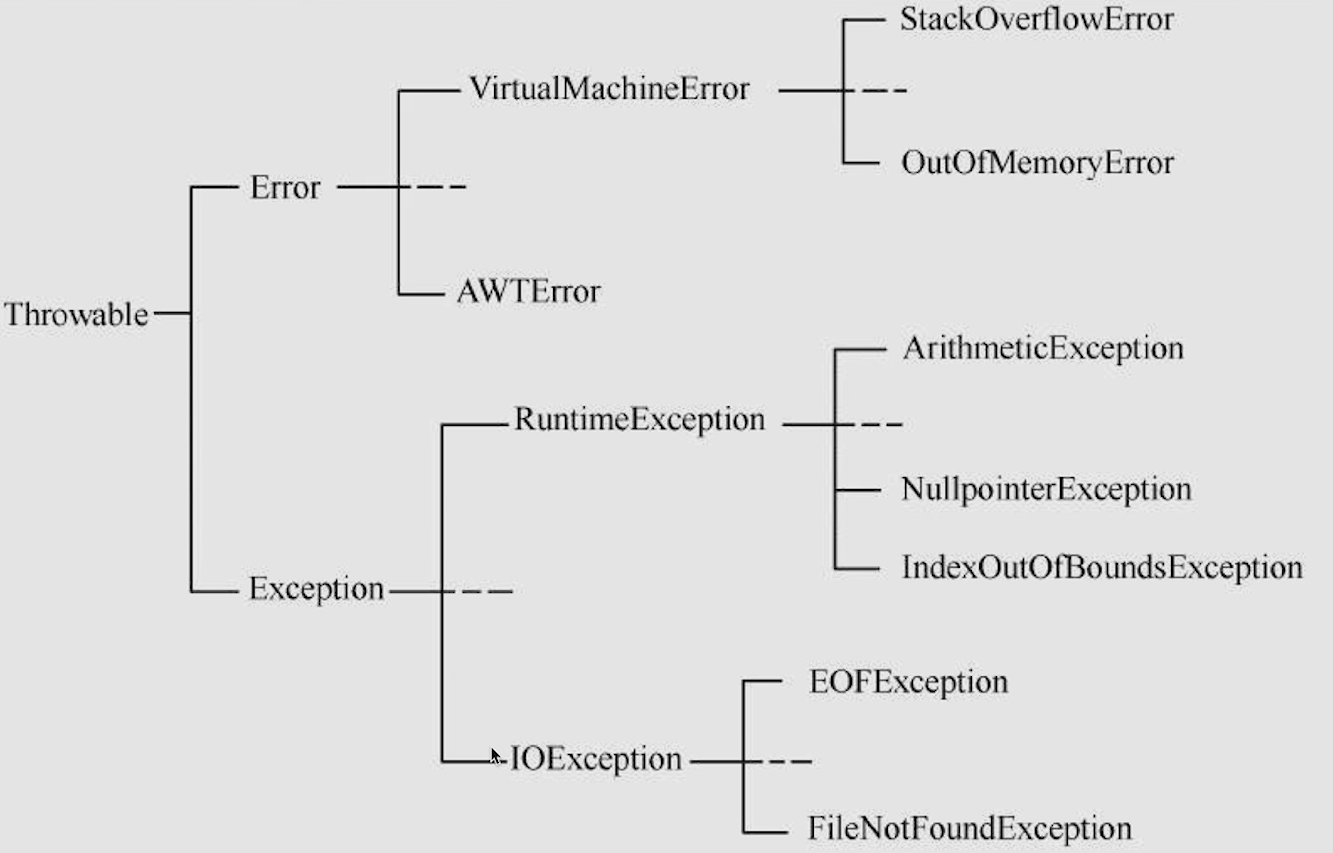 StackOverflowError
VirtualMachineError
OutOfMemoryError
Error
AWTError
Throwable
ArithmeticException
RuntimeException
NullpointerException
IndexOutOfBoundsException
Exception
EOFException
IOException
FileNotFoundException